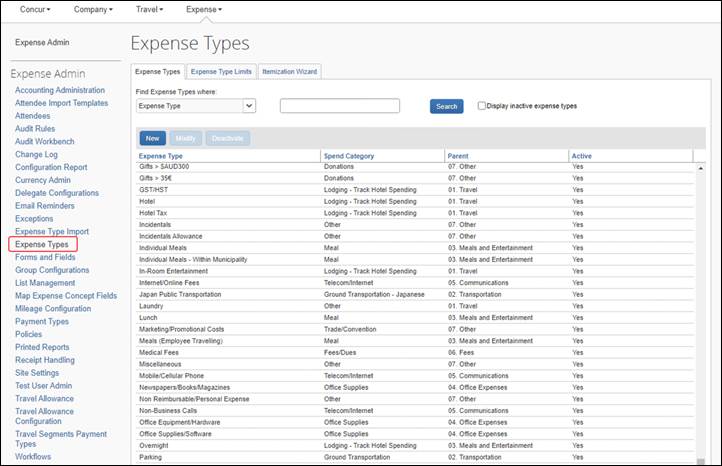 Concur Company Travel Expense
Expense Admin
Expense Admin
Accounting Administration
Attendee Import Templates
Attendees
Audit Rules
Audit Workbench
Change Log
Configuration Report
Currency Admin
Delegate Configurations
Email Reminders
Exceptions
Expense Type Import
Expense Types
Forms and Fields
Group Configurations
List Management
Map Expense Concept Fields
Mileage Configuration
Payment Types
Policies
Printed Reports
Receipt Handling
Site Settings
Test User Admin
Travel Allowance
Travel Allowance
Configuration
Travel Segments Payment
Types
Workflows
Expense Types
Expense Types Expense Type Limits Itemization Wizard
Find Expense Types where:
Expense Type Search Display inactive expense types
New Modify Deactivate
Expense Type Spend Category Parent Active
Gifts > $AUD300 Donations 07. Other Yes
Gifts > 35€ Donations 07. Other Yes
GST/HST Lodging - Track Hotel Spending 01. Travel Yes
Hotel Lodging - Track Hotel Spending 01. Travel Yes
Hotel Tax Lodging - Track Hotel Spending 01. Travel Yes
Incidentals Other 07. Other Yes
Incidentals Allowance Other 07. Other Yes
Individual Meals Meal 03. Meals and Entertainment Yes
Individual Meals - Within Municipality Meal 03. Meals and Entertainment Yes
In-Room Entertainment Lodging - Track Hotel Spending 01. Travel Yes
Internet/Online Fees Telecom/Internet 05. Communications Yes
Japan Public Transportation Ground Transportation - Japanese 02. Transportation Yes
Laundry Other 01. Travel Yes
Lunch Meal 03. Meals and Entertainment Yes
Marketing/Promotional Costs Trade/Convention 07. Other Yes
Meals (Employee Travelling) Meal 03. Meals and Entertainment Yes
Medical Fees Fees/Dues 06. Fees Yes
Miscellaneous Other 07. Other Yes
Mobile/Cellular Phone Telecom/Internet 05. Communications Yes
Newspapers/Books/Magazines Office Supplies 04. Office Expenses Yes
Non Reimbursable/Personal Expense Other 07. Other Yes
Non-Business Calls Telecom/Internet 05. Communications Yes
Office Equipment/Hardware Office Supplies 04. Office Expenses Yes
Office Supplies/Software Office Supplies 04. Office Expenses Yes
Overnight Lodging - Track Hotel Spending 03. Meals and Entertainment Yes
Parking Ground Transportation 02. Transportation Yes